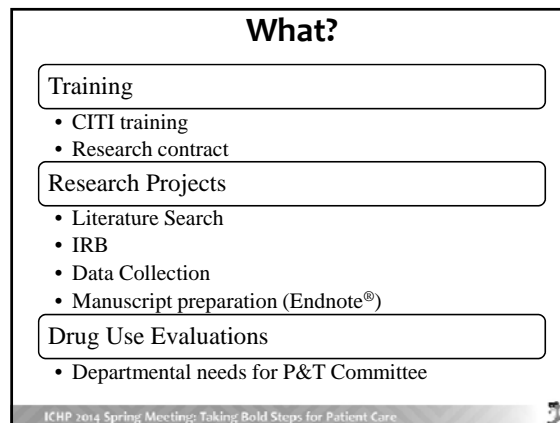 What?
Training
• CITI training
• Research contract
Research Projects
• Literature Search
• IRB
• Data Collection
• Manuscript preparation (Endnote®)
Drug Use Evaluations
• Departmental needs for P&T Committee
ICHP 2014 Spring Meeting: Taking Bold Steps for Patient Care